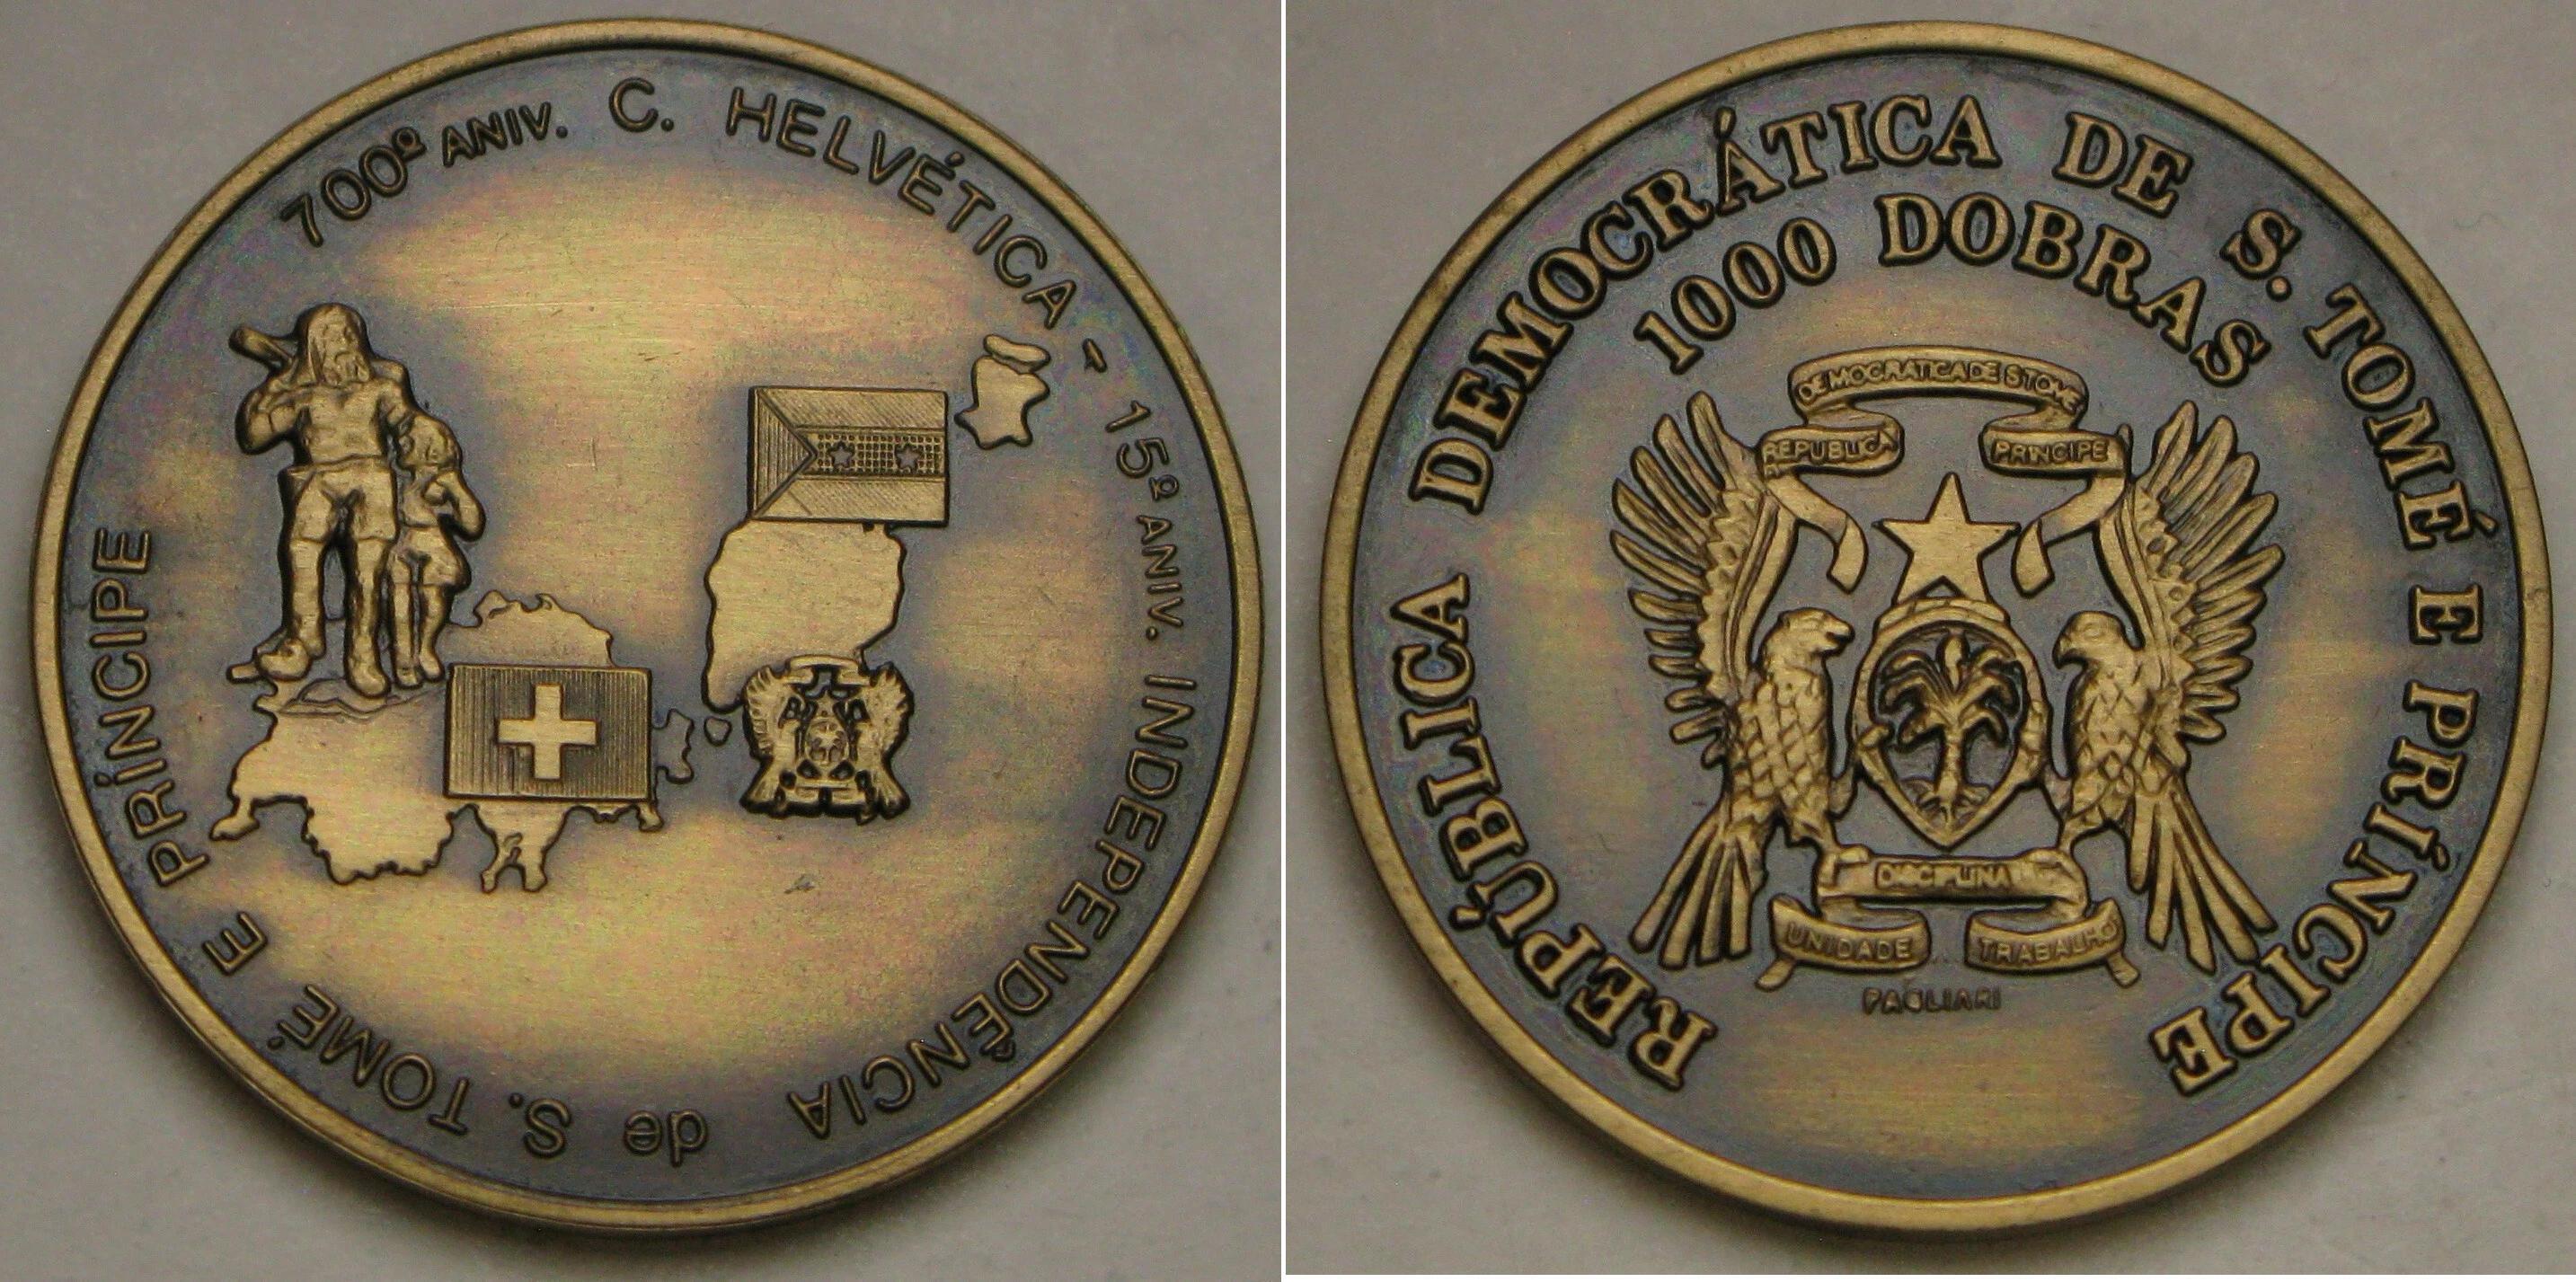 700º ANIV. C. HELVÉTICA - 15º ANIV. INDEPENDÊNCIA de S. TOMÉ E PRÍNCIPE
REPÚBLICA DEMOCRÁTICA DE S. TOMÉ E PRÍNCIPE
1000 DOBRAS
DEMOCRATICA DE S TOME
REPUBLICA
PRINCIPE
DISCIPLINA
UNIDADE
TRABALHO
PAGLIARI